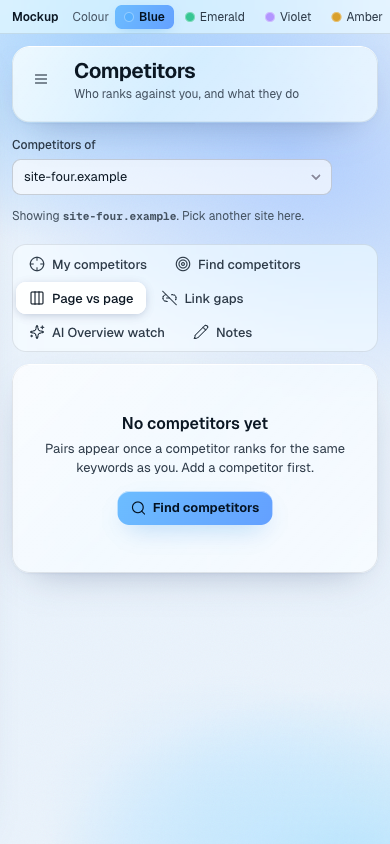 Mockup Colour Blue Emerald Violet Amber
Competitors
Who ranks against you, and what they do
Competitors of
site-four.example
Showing site-four.example. Pick another site here.
My competitors Find competitors
Page vs page Link gaps
AI Overview watch Notes
No competitors yet
Pairs appear once a competitor ranks for the same
keywords as you. Add a competitor first.
Find competitors